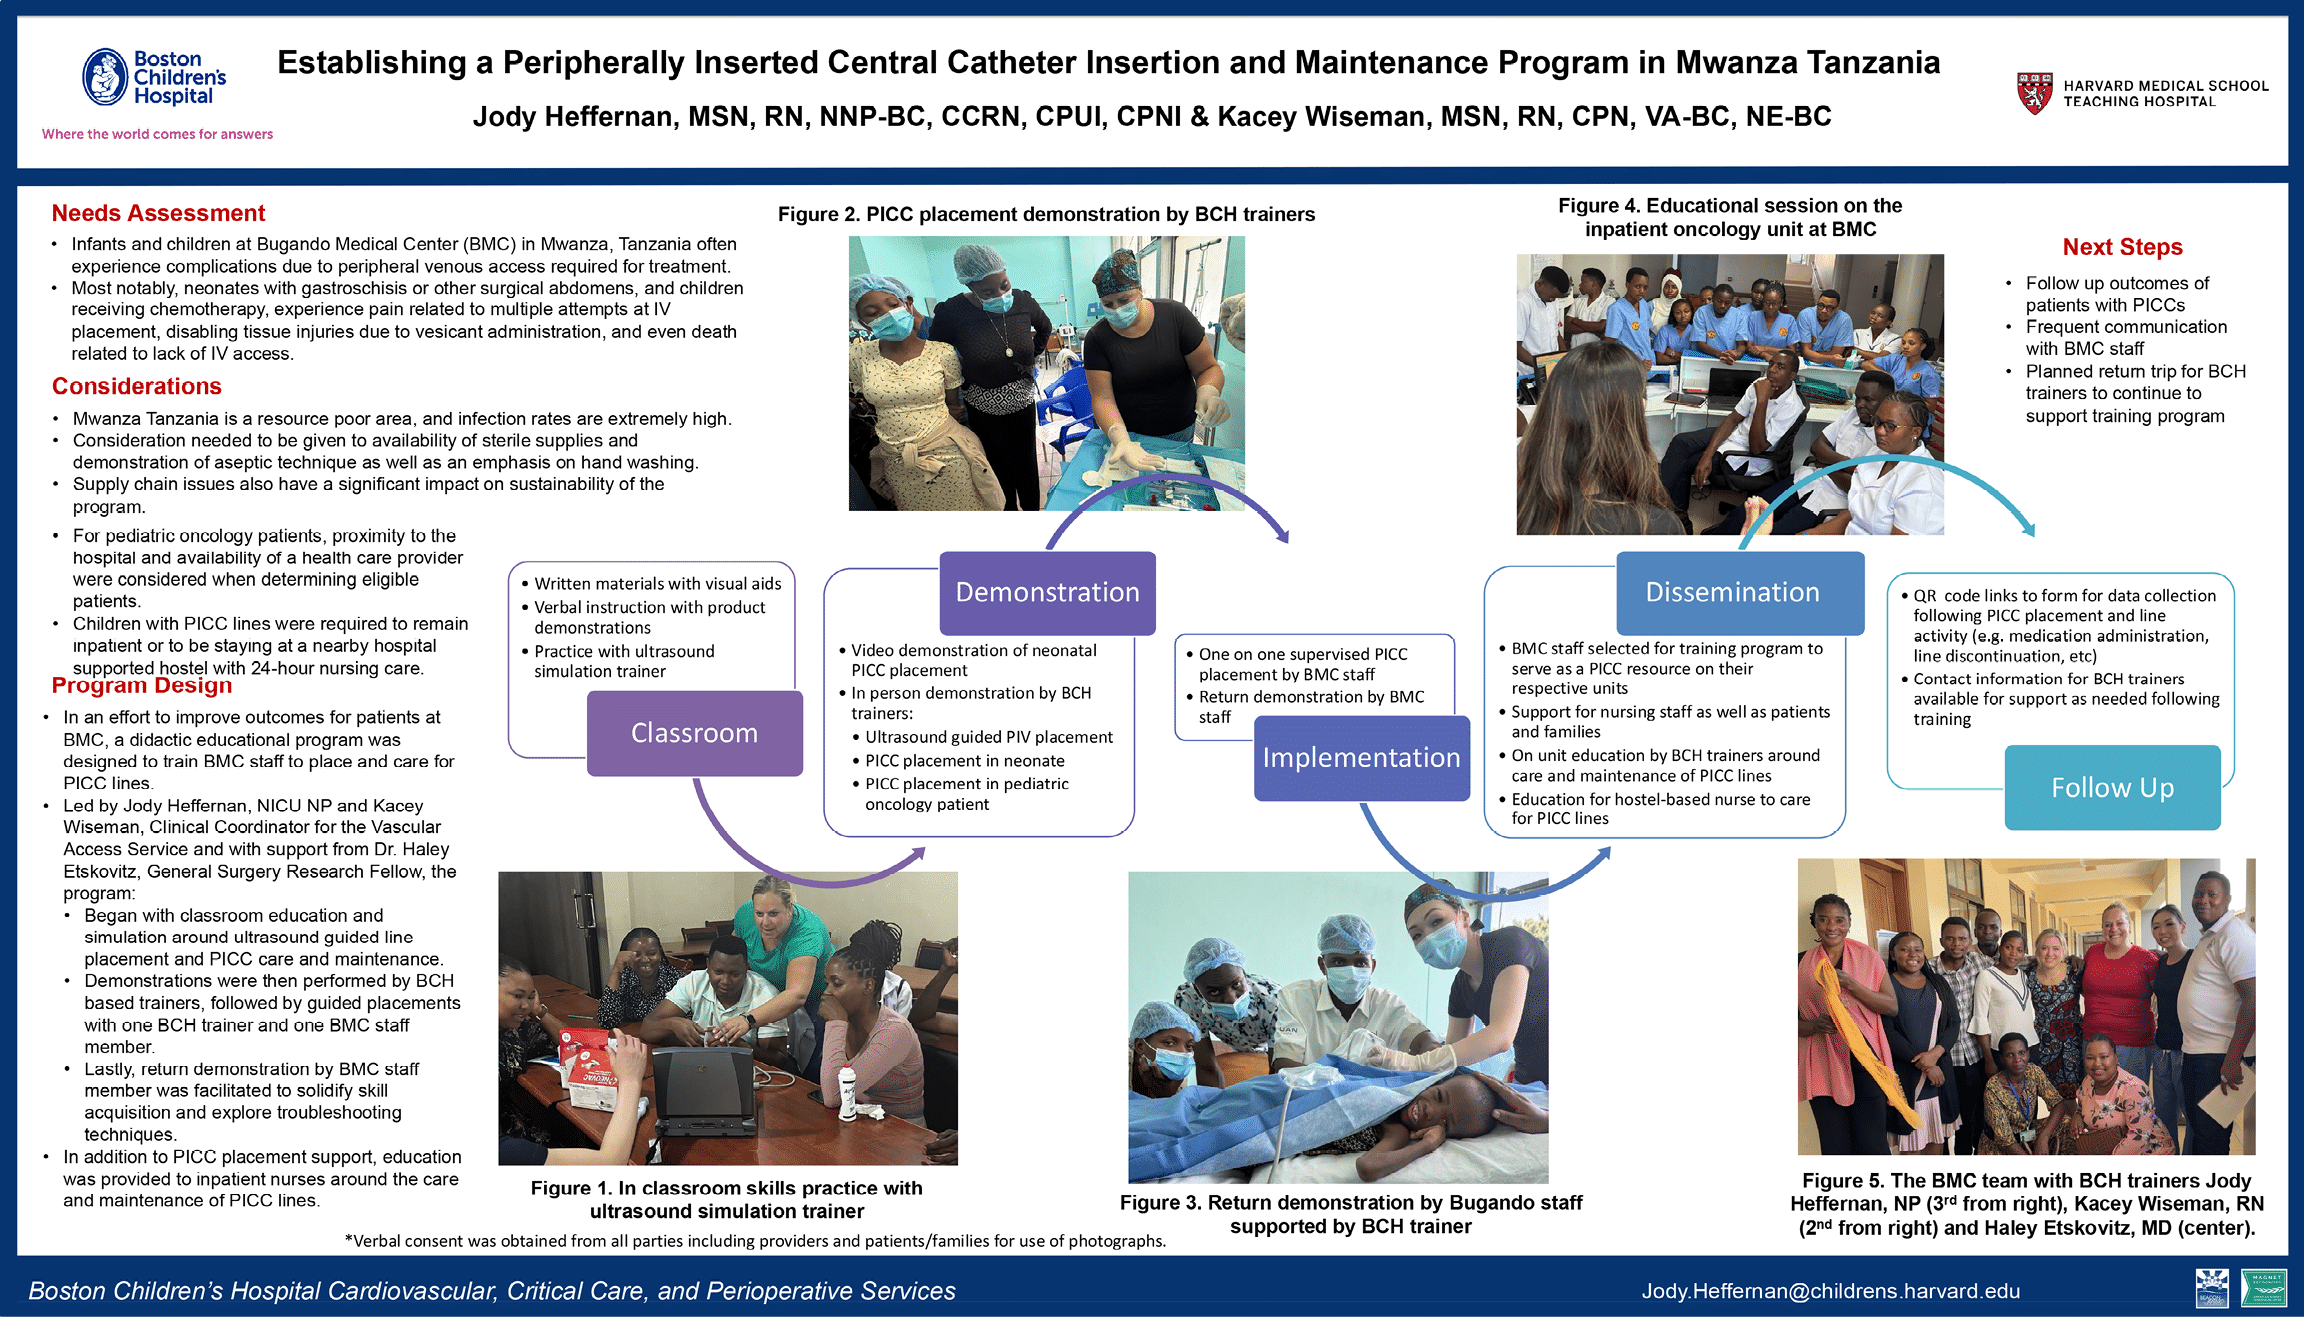 Boston
Children's
Hospital
Where the world comes for answers
Establishing a Peripherally Inserted Central Catheter Insertion and Maintenance Program in Mwanza Tanzania
Jody Heffernan, MSN, RN, NNP-BC, CCRN, CPUI, CPNI & Kacey Wiseman, MSN, RN, CPN, VA-BC, NE-BC
HARVARD MEDICAL SCHOOL
TEACHING HOSPITAL
Needs Assessment
• Infants and children at Bugando Medical Center (BMC) in Mwanza, Tanzania often
experience complications due to peripheral venous access required for treatment.
• Most notably, neonates with gastroschisis or other surgical abdomens, and children
receiving chemotherapy, experience pain related to multiple attempts at IV
placement, disabling tissue injuries due to vesicant administration, and even death
related to lack of IV access.
Considerations
• Mwanza Tanzania is a resource poor area, and infection rates are extremely high.
• Consideration needed to be given to availability of sterile supplies and
demonstration of aseptic technique as well as an emphasis on hand washing.
• Supply chain issues also have a significant impact on sustainability of the
program.
• For pediatric oncology patients, proximity to the
hospital and availability of a health care provider
were considered when determining eligible
patients.
• Children with PICC lines were required to remain
inpatient or to be staying at a nearby hospital
supported hostel with 24-hour nursing care.
Program Design
• In an effort to improve outcomes for patients at
BMC, a didactic educational program was
designed to train BMC staff to place and care for
PICC lines.
• Led by Jody Heffernan, NICU NP and Kacey
Wiseman, Clinical Coordinator for the Vascular
Access Service and with support from Dr. Haley
Etskovitz, General Surgery Research Fellow, the
program:
• Began with classroom education and
simulation around ultrasound guided line
placement and PICC care and maintenance.
• Demonstrations were then performed by BCH
based trainers, followed by guided placements
with one BCH trainer and one BMC staff
member.
• Lastly, return demonstration by BMC staff
member was facilitated to solidify skill
acquisition and explore troubleshooting
techniques.
• In addition to PICC placement support, education
was provided to inpatient nurses around the care
and maintenance of PICC lines.
Figure 2. PICC placement demonstration by BCH trainers
Figure 4. Educational session on the
inpatient oncology unit at BMC
Next Steps
• Follow up outcomes of
patients with PICCs
• Frequent communication
with BMC staff
• Planned return trip for BCH
trainers to continue to
support training program
• Written materials with visual aids
• Verbal instruction with product
demonstrations
• Practice with ultrasound
simulation trainer
Classroom
Demonstration
• Video demonstration of neonatal
PICC placement
• In person demonstration by BCH
trainers:
• Ultrasound guided PIV placement
• PICC placement in neonate
• PICC placement in pediatric
oncology patient
• One on one supervised PICC
placement by BMC staff
• Return demonstration by BMC
staff
Implementation
Dissemination
• BMC staff selected for training program to
serve as a PICC resource on their
respective units
• Support for nursing staff as well as patients
and families
• On unit education by BCH trainers around
care and maintenance of PICC lines
• Education for hostel-based nurse to care
for PICC lines
• QR code links to form for data collection
following PICC placement and line
activity (e.g. medication administration,
line discontinuation, etc)
• Contact information for BCH trainers
available for support as needed following
training
Follow Up
Figure 1. In classroom skills practice with
ultrasound simulation trainer
Figure 3. Return demonstration by Bugando staff
supported by BCH trainer
Figure 5. The BMC team with BCH trainers Jody
Heffernan, NP (3rd from right), Kacey Wiseman, RN
(2nd from right) and Haley Etskovitz, MD (center).
*Verbal consent was obtained from all parties including providers and patients/families for use of photographs.
Boston Children's Hospital Cardiovascular, Critical Care, and Perioperative Services
Jody.Heffernan@childrens.harvard.edu
BEACON
MAGNET
RECOGNIZED